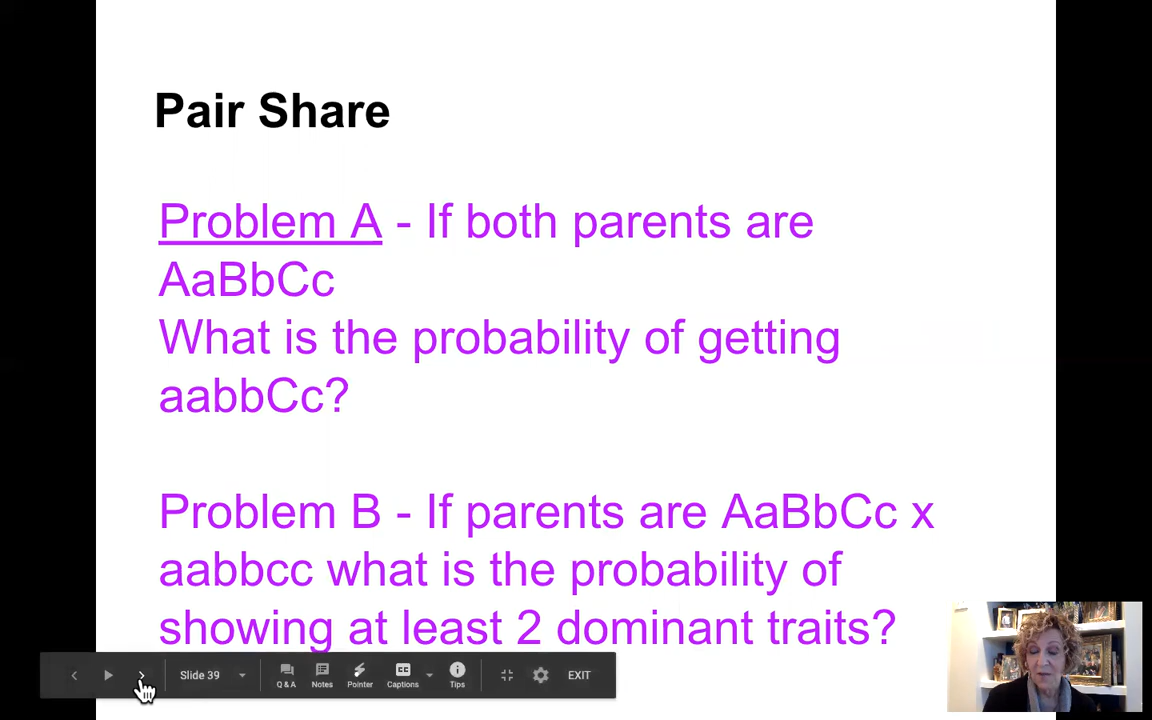 Pair Share
Problem A - If both parents are
AaBbCc
What is the probability of getting
aabbCc?
Problem B - If parents are AaBbCc x
aabbcc what is the probability of
showing at least 2 dominant traits?
Slide 39
Q & A
Notes
Pointer
Captions
Tips
EXIT
CC